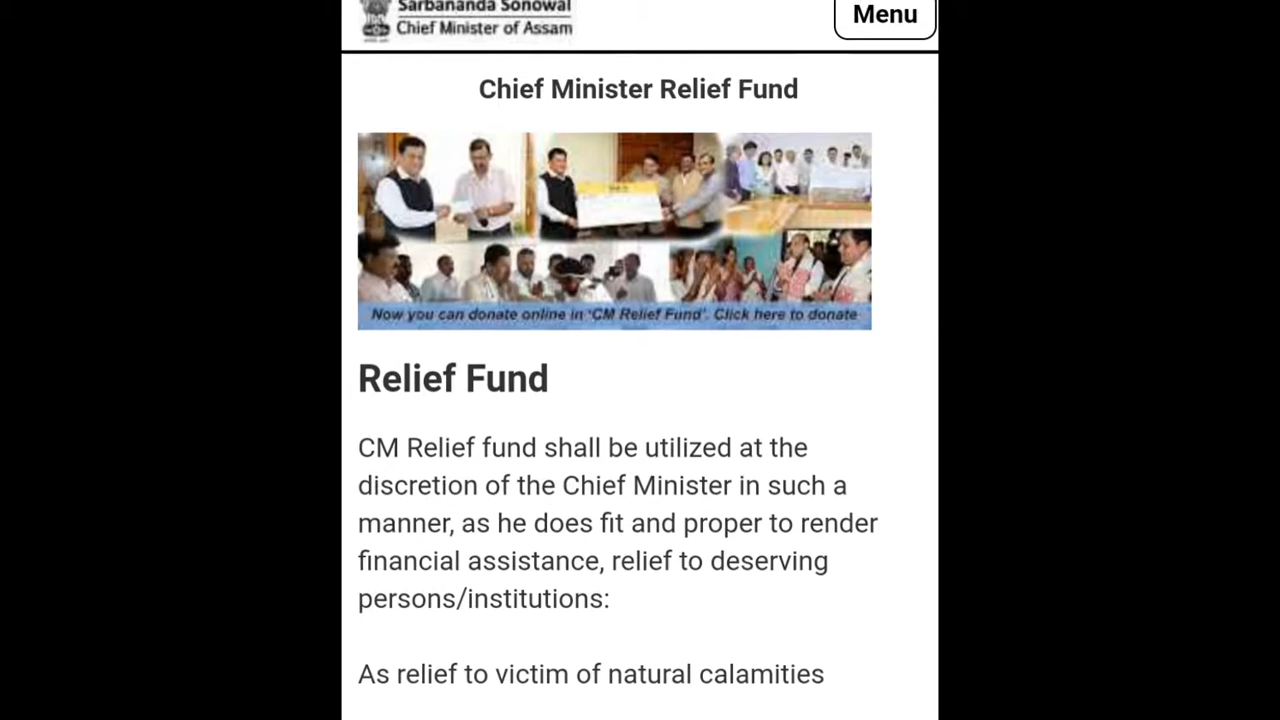 Sarbananda Sonowal
Chief Minister of Assam
Menu
Chief Minister Relief Fund
Now you can donate online in 'CM Relief Fund'. Click here to donate
Relief Fund
CM Relief fund shall be utilized at the
discretion of the Chief Minister in such a
manner, as he does fit and proper to render
financial assistance, relief to deserving
persons/institutions:
As relief to victim of natural calamities